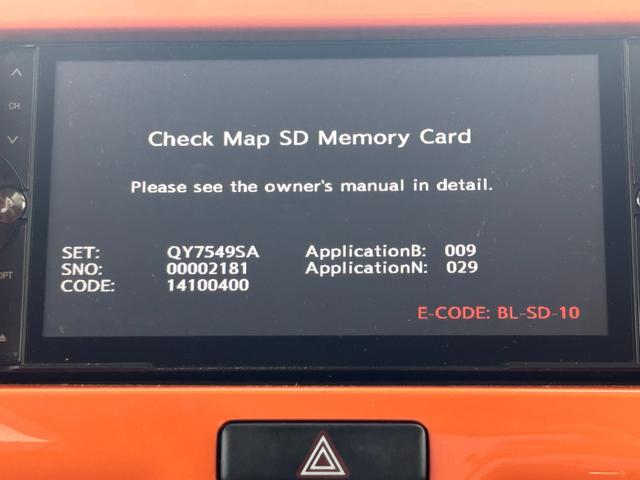 CH
Check Map SD Memory Card
Please see the owner's manual in detail.
SET: QY7549SA ApplicationB: 009
SNO: 00002181 ApplicationN: 029
CODE: 14100400
OPT
E-CODE: BL-SD-10